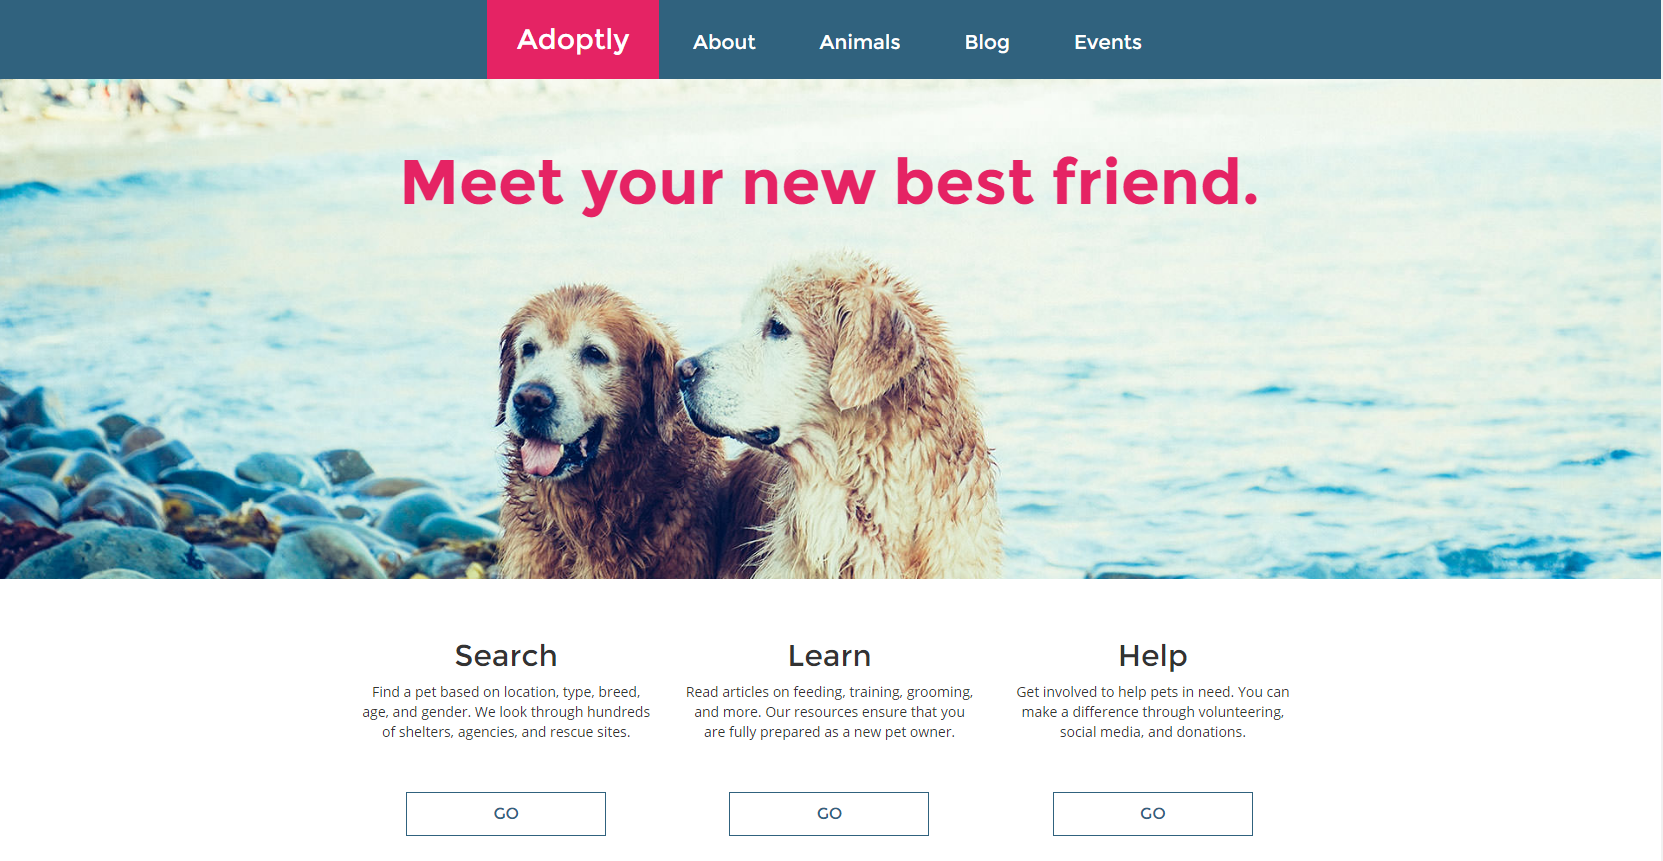 Adoptly About Animals Blog Events
Meet your new best friend.
Search
Find a pet based on location, type, breed,
age, and gender. We look through hundreds
of shelters, agencies, and rescue sites.
GO
Learn
Read articles on feeding, training, grooming,
and more. Our resources ensure that you
are fully prepared as a new pet owner.
GO
Help
Get involved to help pets in need. You can
make a difference through volunteering,
social media, and donations.
GO